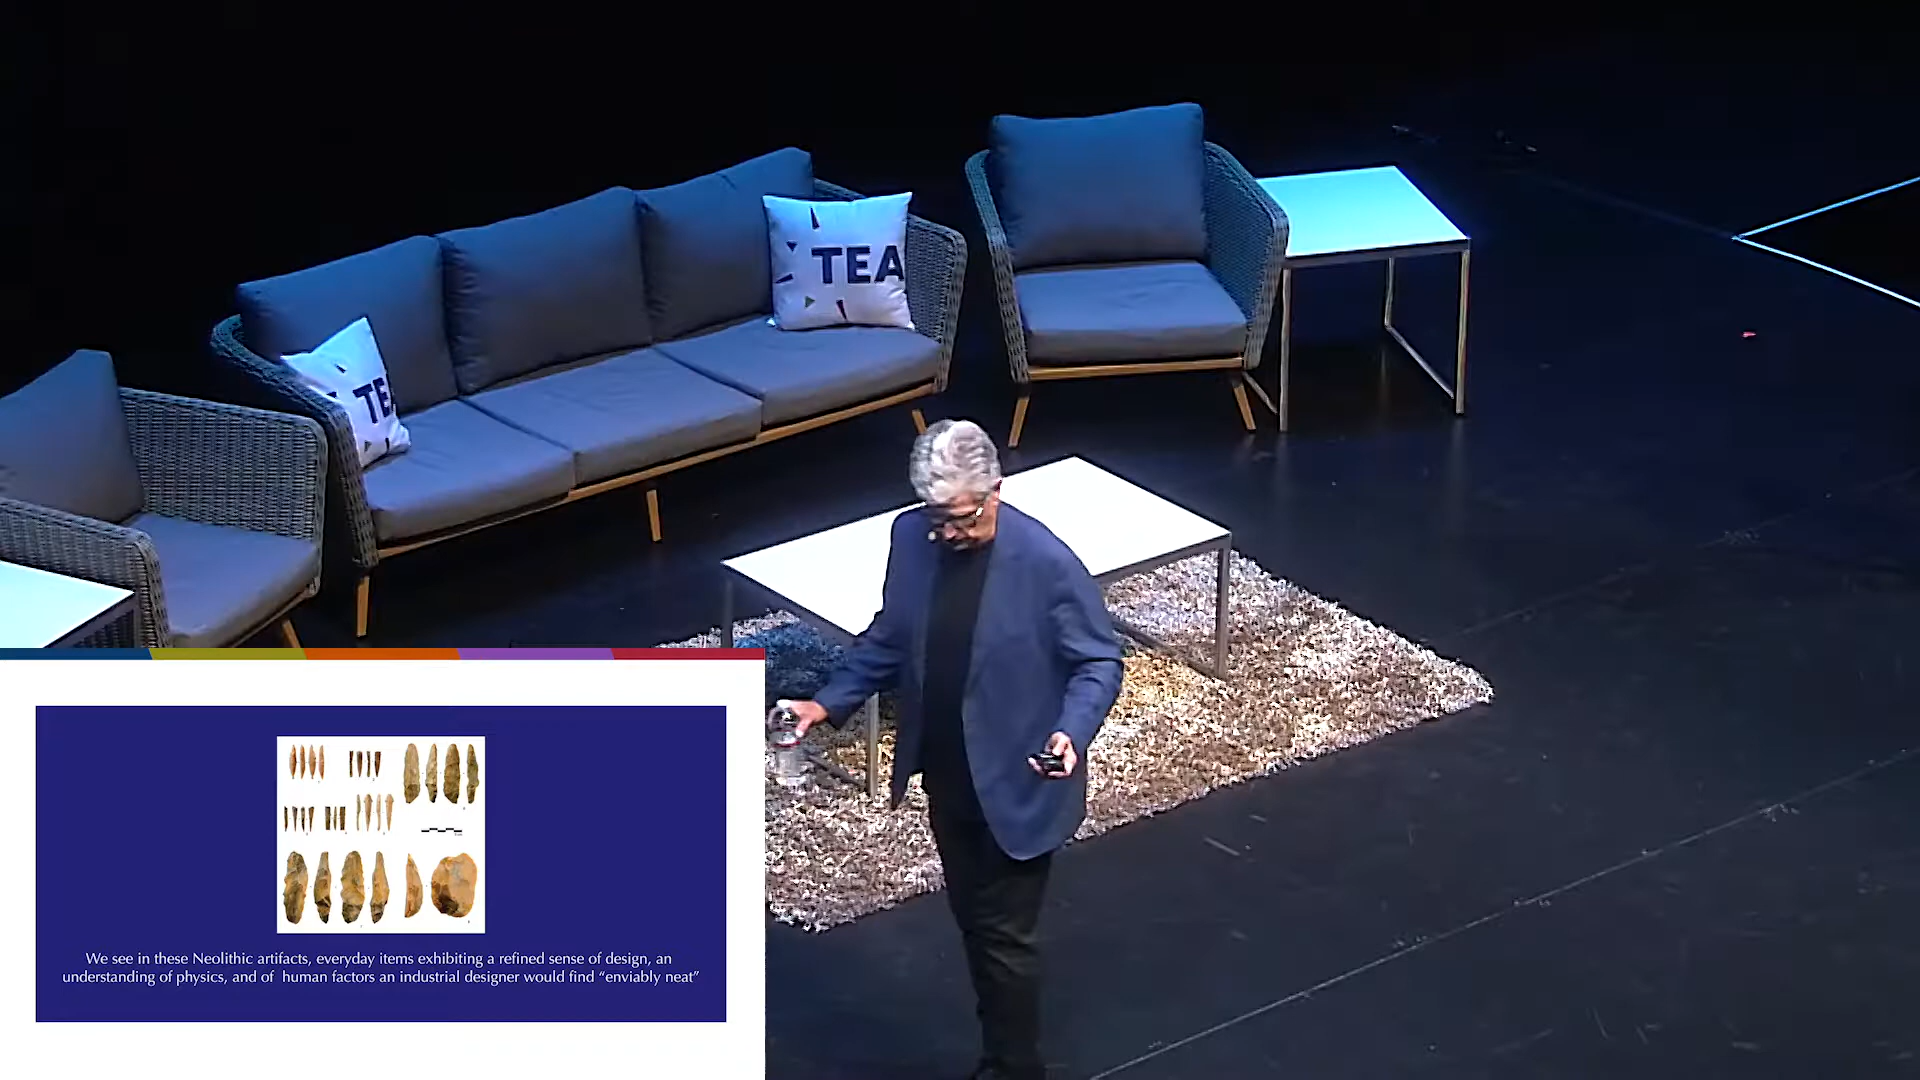 TEA
TE
We see in these Neolithic artifacts, everyday items exhibiting a refined sense of design, an
understanding of physics, and of human factors an industrial designer would find “enviably neat”